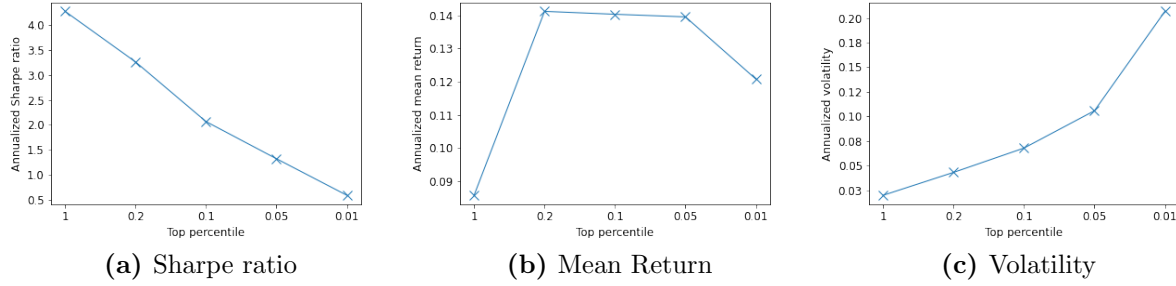 Annualized Sharpe ratio
4.0
3.5
3.0
2.5
2.0
1.5
1.0
0.5
1 0.2 0.1 0.05 0.01
Top percentile
(a) Sharpe ratio
Annualized mean return
0.14
0.13
0.12
0.11
0.10
0.09
1 0.2 0.1 0.05 0.01
Top percentile
(b) Mean Return
Annualized volatility
0.20
0.18
0.15
0.12
0.10
0.08
0.05
0.03
1 0.2 0.1 0.05 0.01
Top percentile
(c) Volatility